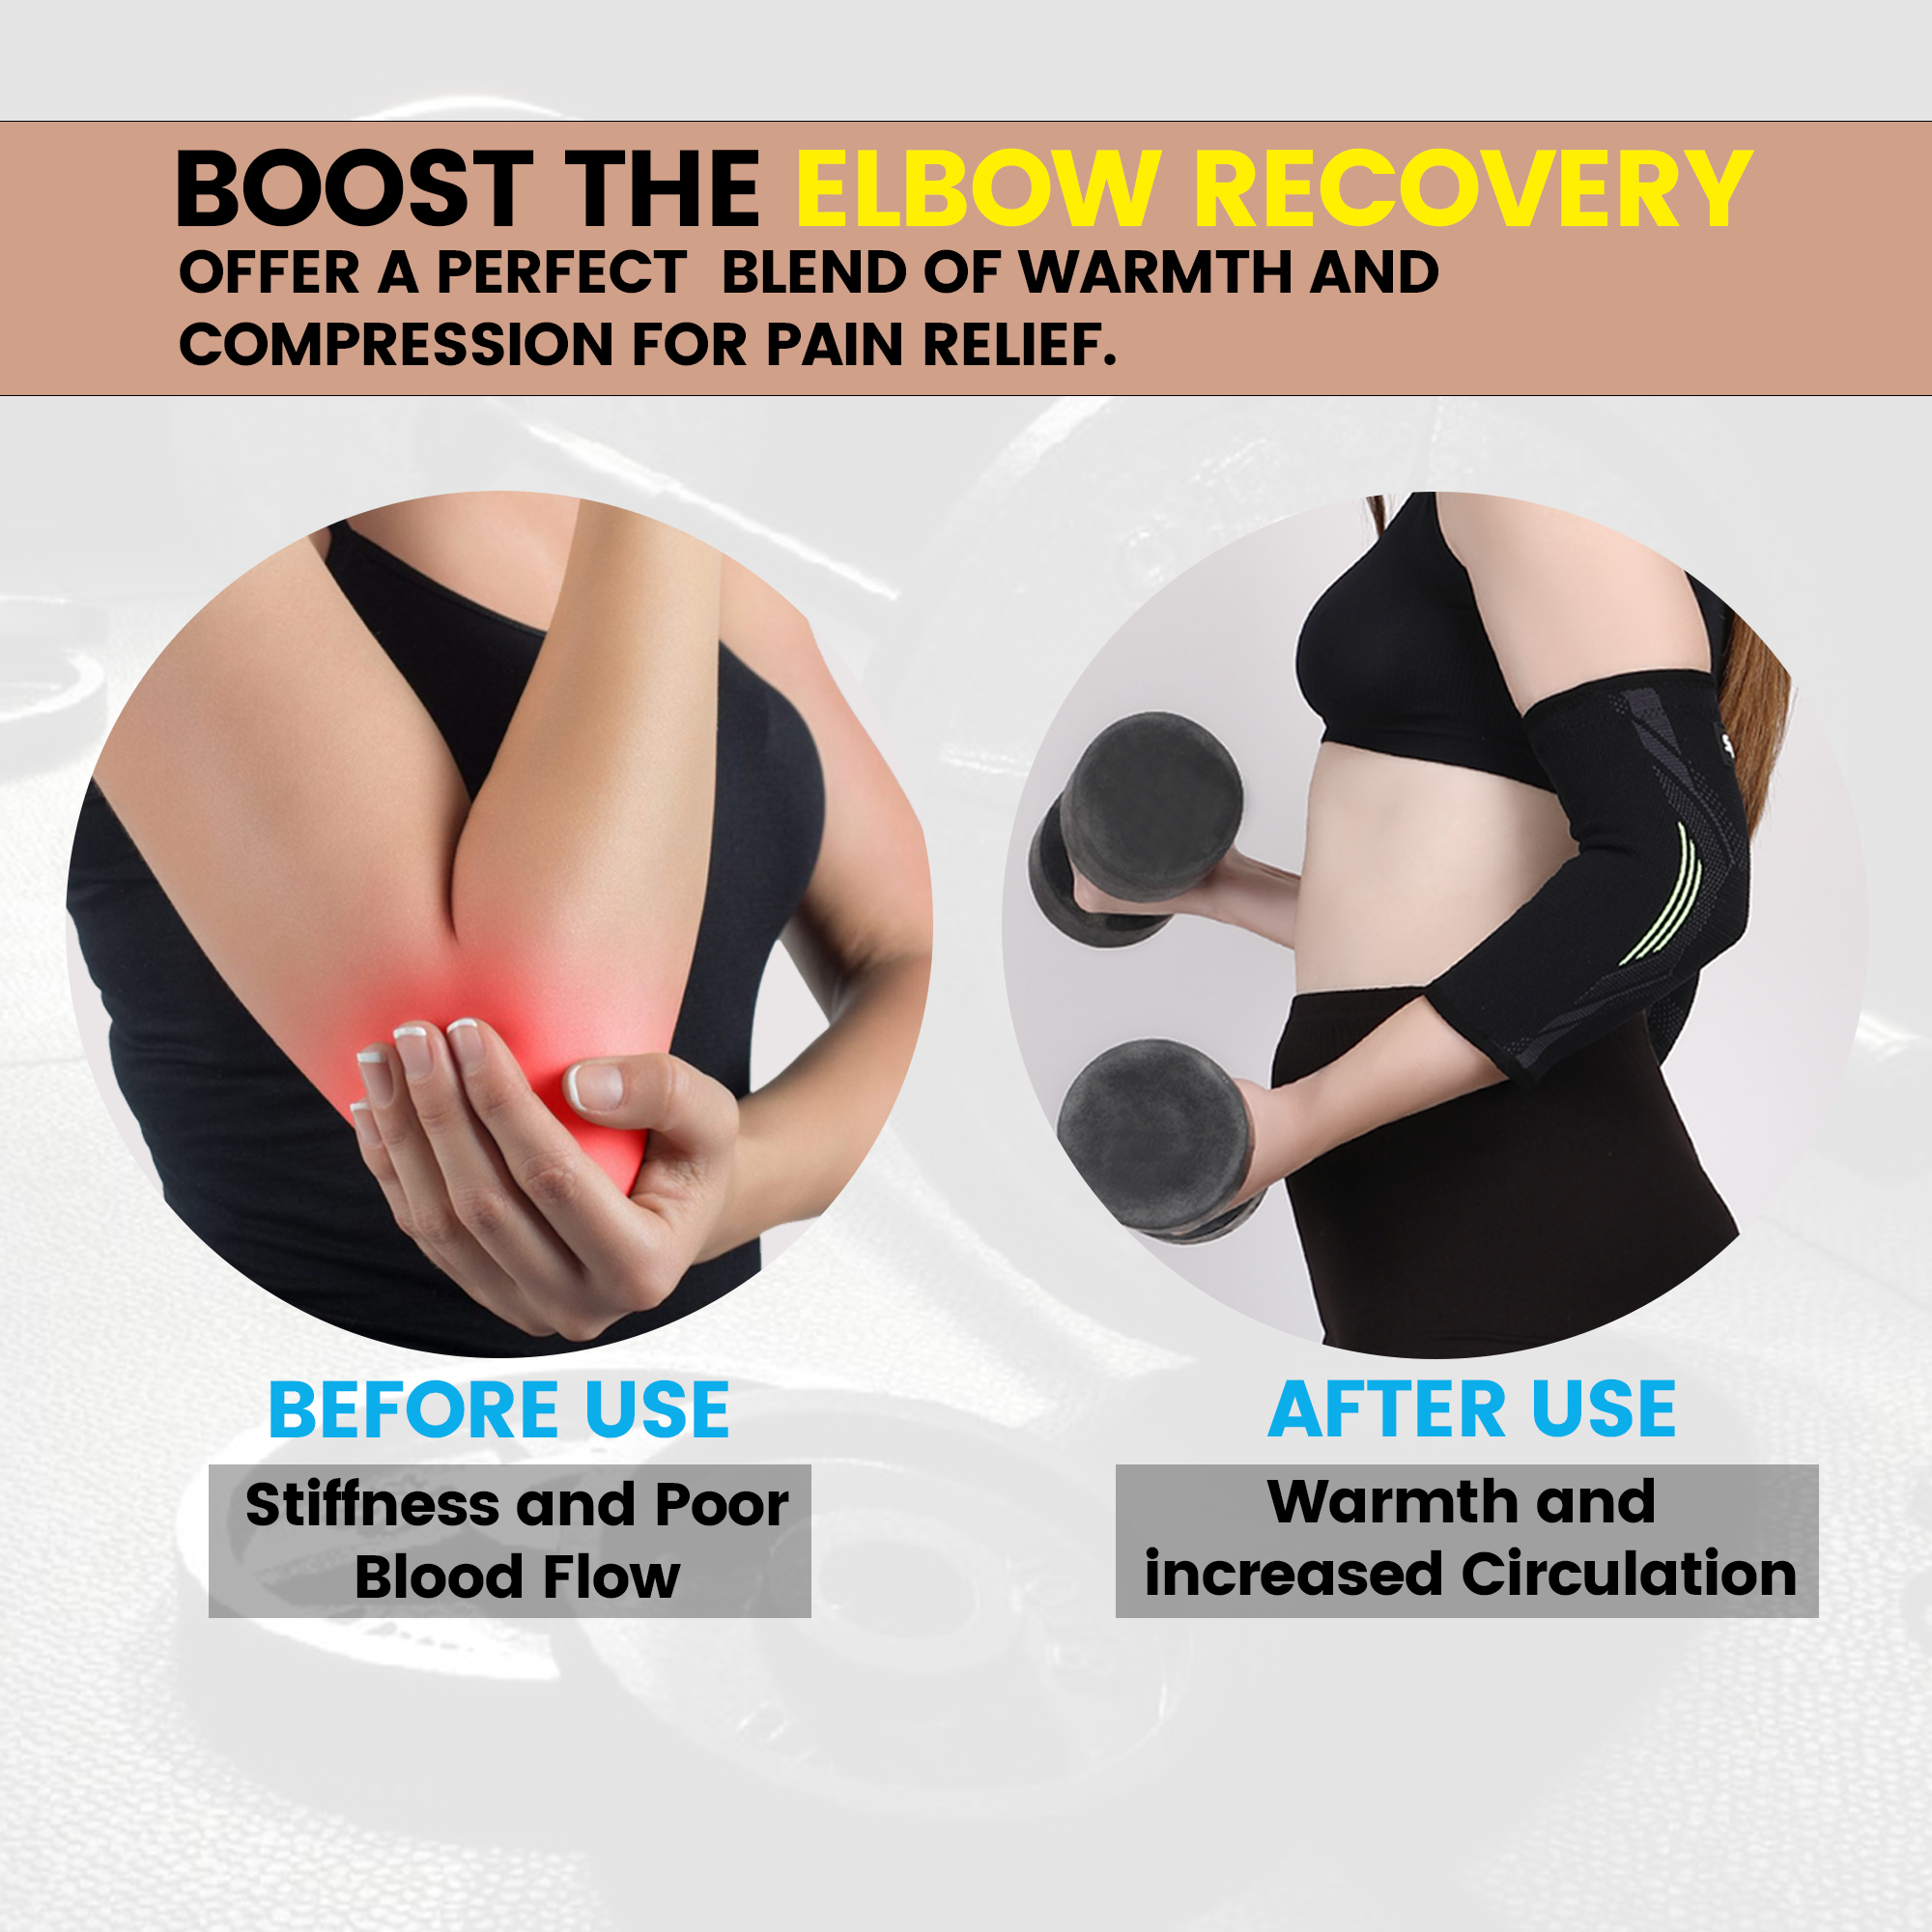 BOOST THE ELBOW RECOVERY
OFFER A PERFECT BLEND OF WARMTH AND
COMPRESSION FOR PAIN RELIEF.
BEFORE USE
Stiffness and Poor
Blood Flow
AFTER USE
Warmth and
increased Circulation